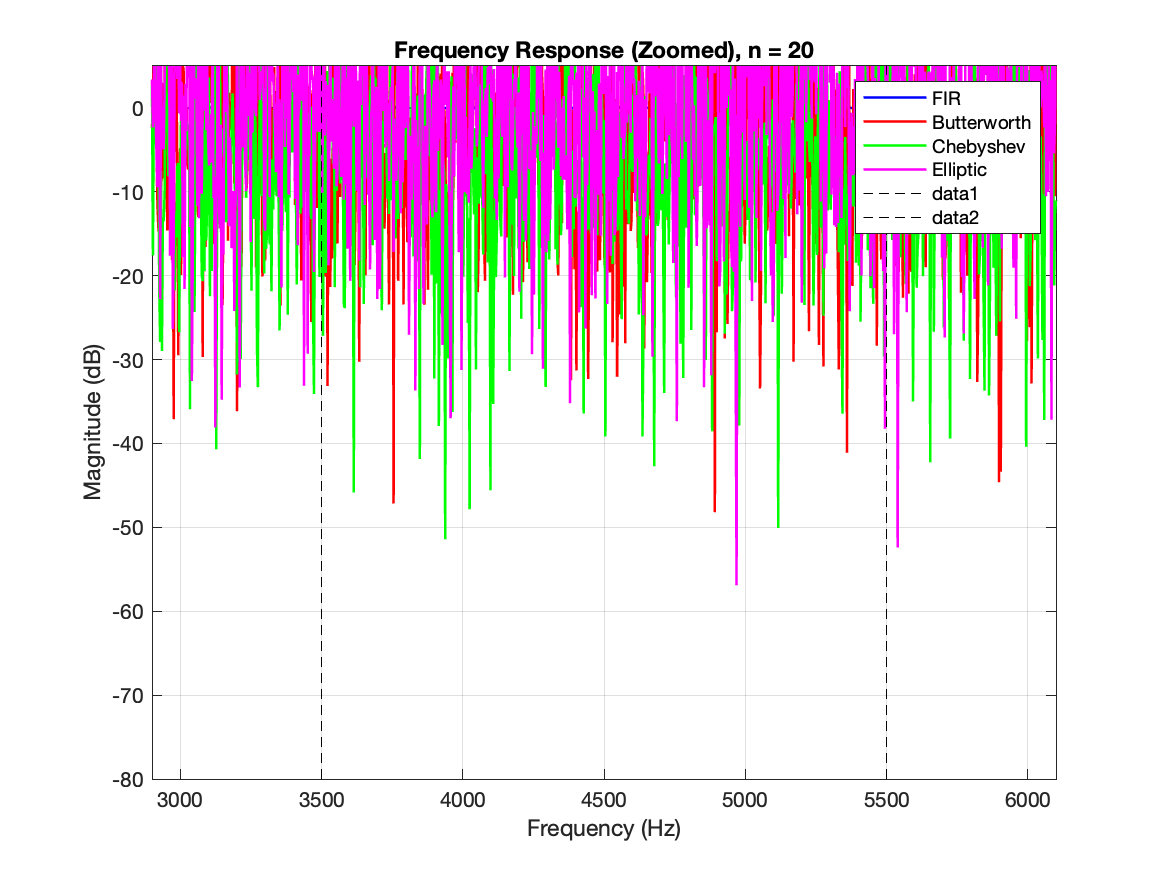 Frequency Response (Zoomed), n = 20
Magnitude (dB)
0
-10
-20
-30
-40
-50
-60
-70
-80
FIR
Butterworth
Chebyshev
Elliptic
data1
data2
3000 3500 4000 4500 5000 5500 6000
Frequency (Hz)